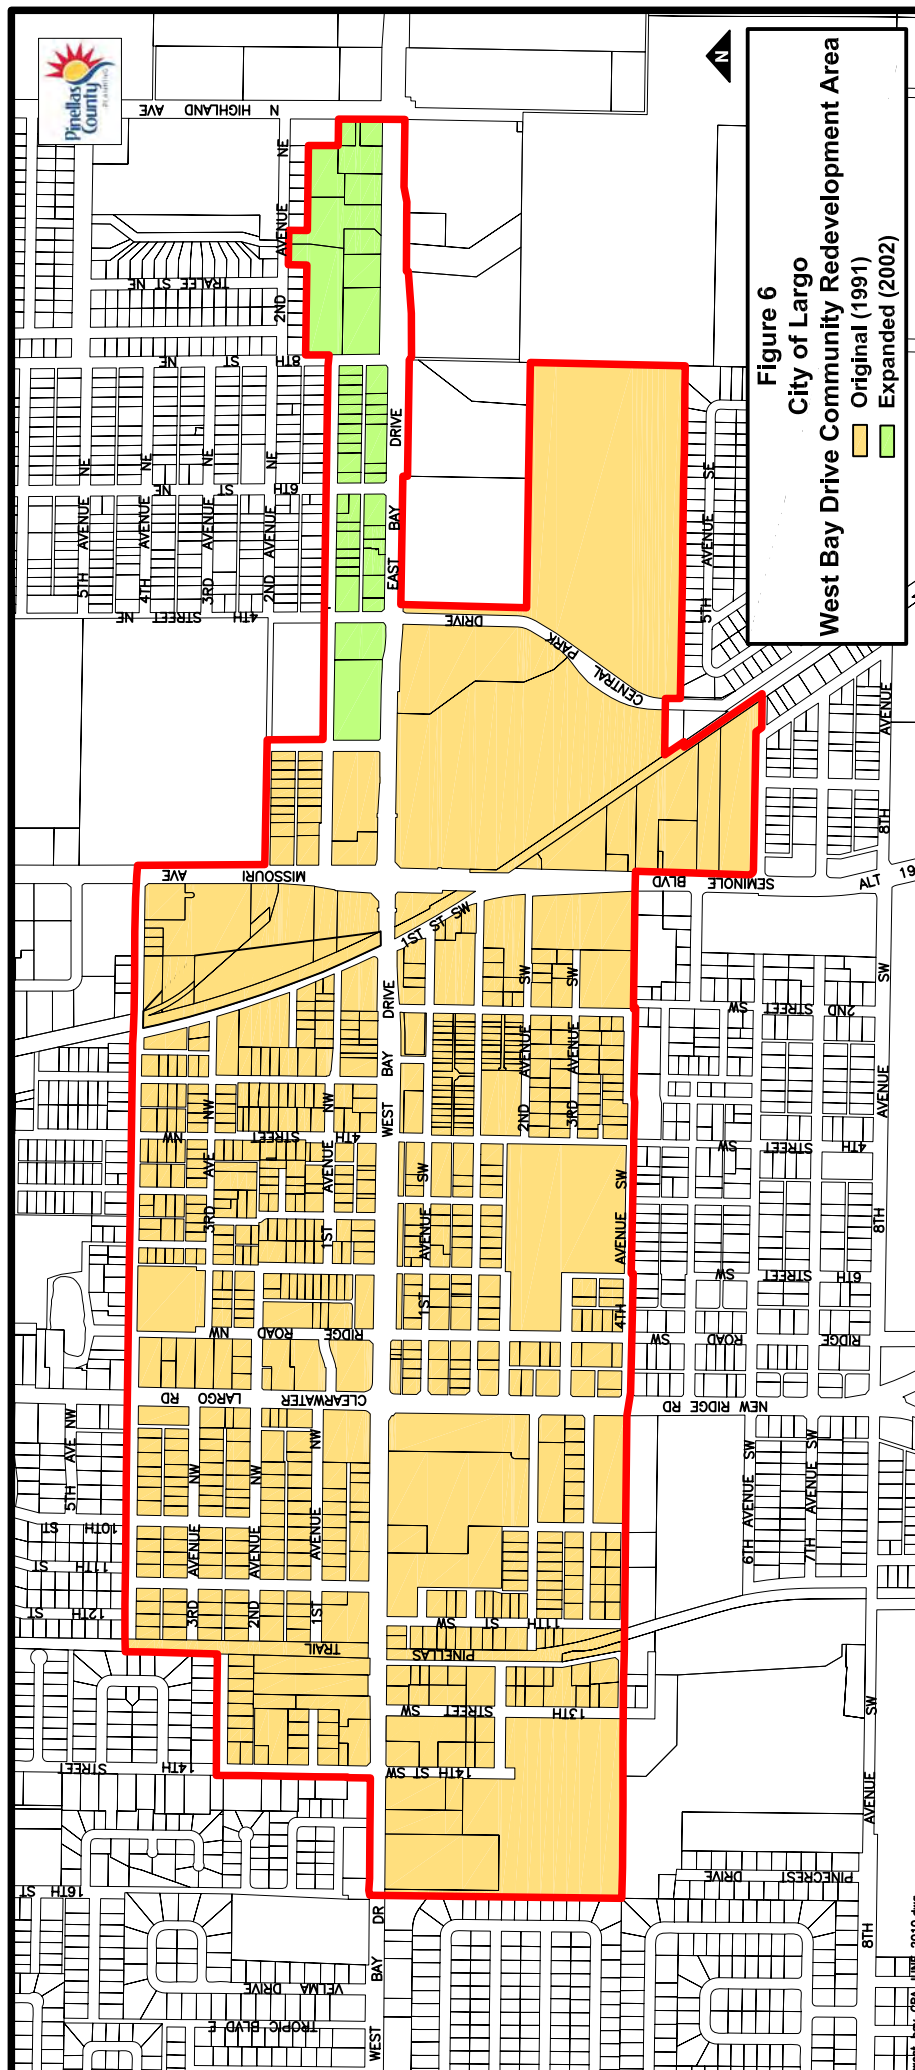 Pinellas
County
PLANNING
N
Figure 6
City of Largo
West Bay Drive Community Redevelopment Area
Original (1991)
Expanded (2002)
N HIGHLAND AVE
2ND AVENUE NE
TRALEE ST NE
8TH ST NE
6TH ST NE
4TH STREET NE
5TH AVENUE NE
4TH AVENUE NE
3RD AVENUE NE
2ND AVENUE NE
EAST BAY DRIVE
CENTRAL PARK DRIVE
5TH AVENUE SE
8TH AVENUE
MISSOURI AVE
SEMINOLE BLVD
ALT 19
1ST ST SW
WEST BAY DRIVE
2ND AVENUE SW
3RD AVENUE SW
2ND STREET SW
8TH AVENUE SW
4TH STREET NW
3RD AVE NW
1ST AVENUE NW
1ST AVENUE SW
4TH AVENUE SW
4TH STREET SW
6TH STREET SW
8TH
RIDGE ROAD NW
RIDGE ROAD SW
CLEARWATER LARGO RD
NEW RIDGE RD
5TH AVE NW
10TH ST
11TH ST
12TH ST
3RD AVENUE NW
2ND AVENUE NW
1ST AVENUE NW
6TH AVENUE SW
7TH AVENUE SW
11TH ST SW
PINELLAS TRAIL
13TH STREET SW
14TH ST SW
14TH STREET
16TH ST
8TH AVENUE SW
PINECREST DRIVE
VELMA DRIVE
TROPIC BLVD E
WEST BAY DR